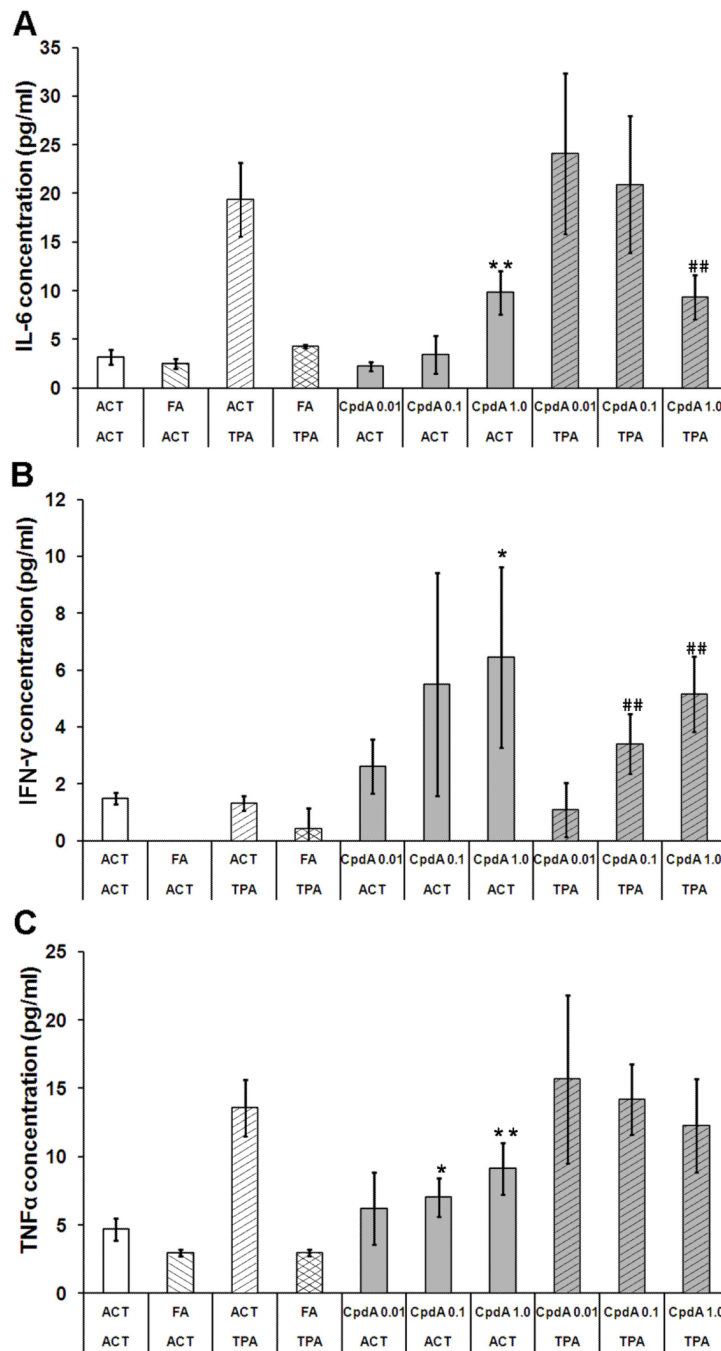 A
IL-6 concentration (pg/ml)
35
30
25
20
15
10
5
0
**
##
ACT FA ACT FA CpdA 0.01 CpdA 0.1 CpdA 1.0 CpdA 0.01 CpdA 0.1 CpdA 1.0
ACT ACT TPA TPA ACT ACT ACT TPA TPA TPA
B
IFN-γ concentration (pg/ml)
12
10
8
6
4
2
0
*
##
##
ACT FA ACT FA CpdA 0.01 CpdA 0.1 CpdA 1.0 CpdA 0.01 CpdA 0.1 CpdA 1.0
ACT ACT TPA TPA ACT ACT ACT TPA TPA TPA
C
TNFα concentration (pg/ml)
25
20
15
10
5
0
*
**
ACT FA ACT FA CpdA 0.01 CpdA 0.1 CpdA 1.0 CpdA 0.01 CpdA 0.1 CpdA 1.0
ACT ACT TPA TPA ACT ACT ACT TPA TPA TPA